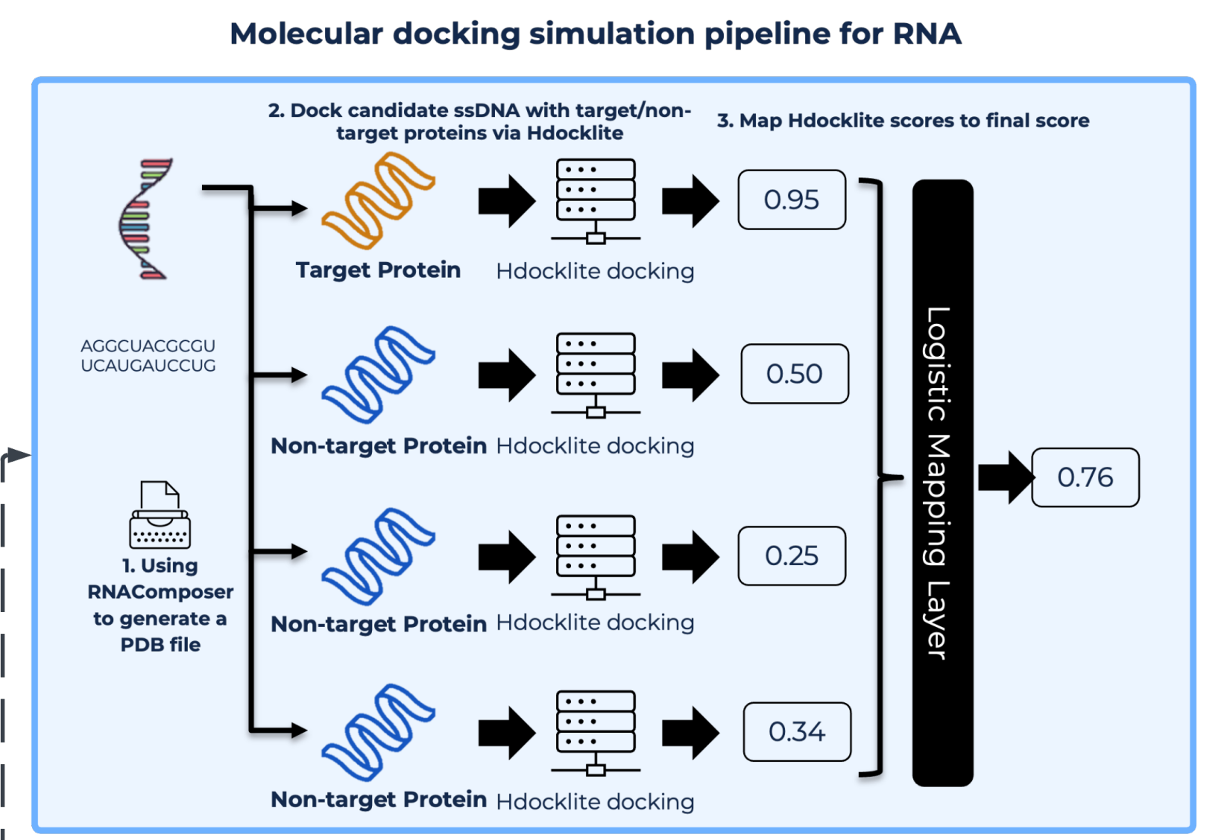 Molecular docking simulation pipeline for RNA
2. Dock candidate ssDNA with target/non-
target proteins via Hdocklite
3. Map Hdocklite scores to final score
0.95
Target Protein
Hdocklite docking
AGGCUACGCGU
UCAUGAUCCUG
0.50
Non-target Protein
Hdocklite docking
1. Using
RNAComposer
to generate a
PDB file
0.25
Non-target Protein
Hdocklite docking
0.34
Non-target Protein
Hdocklite docking
Logistic Mapping Layer
0.76